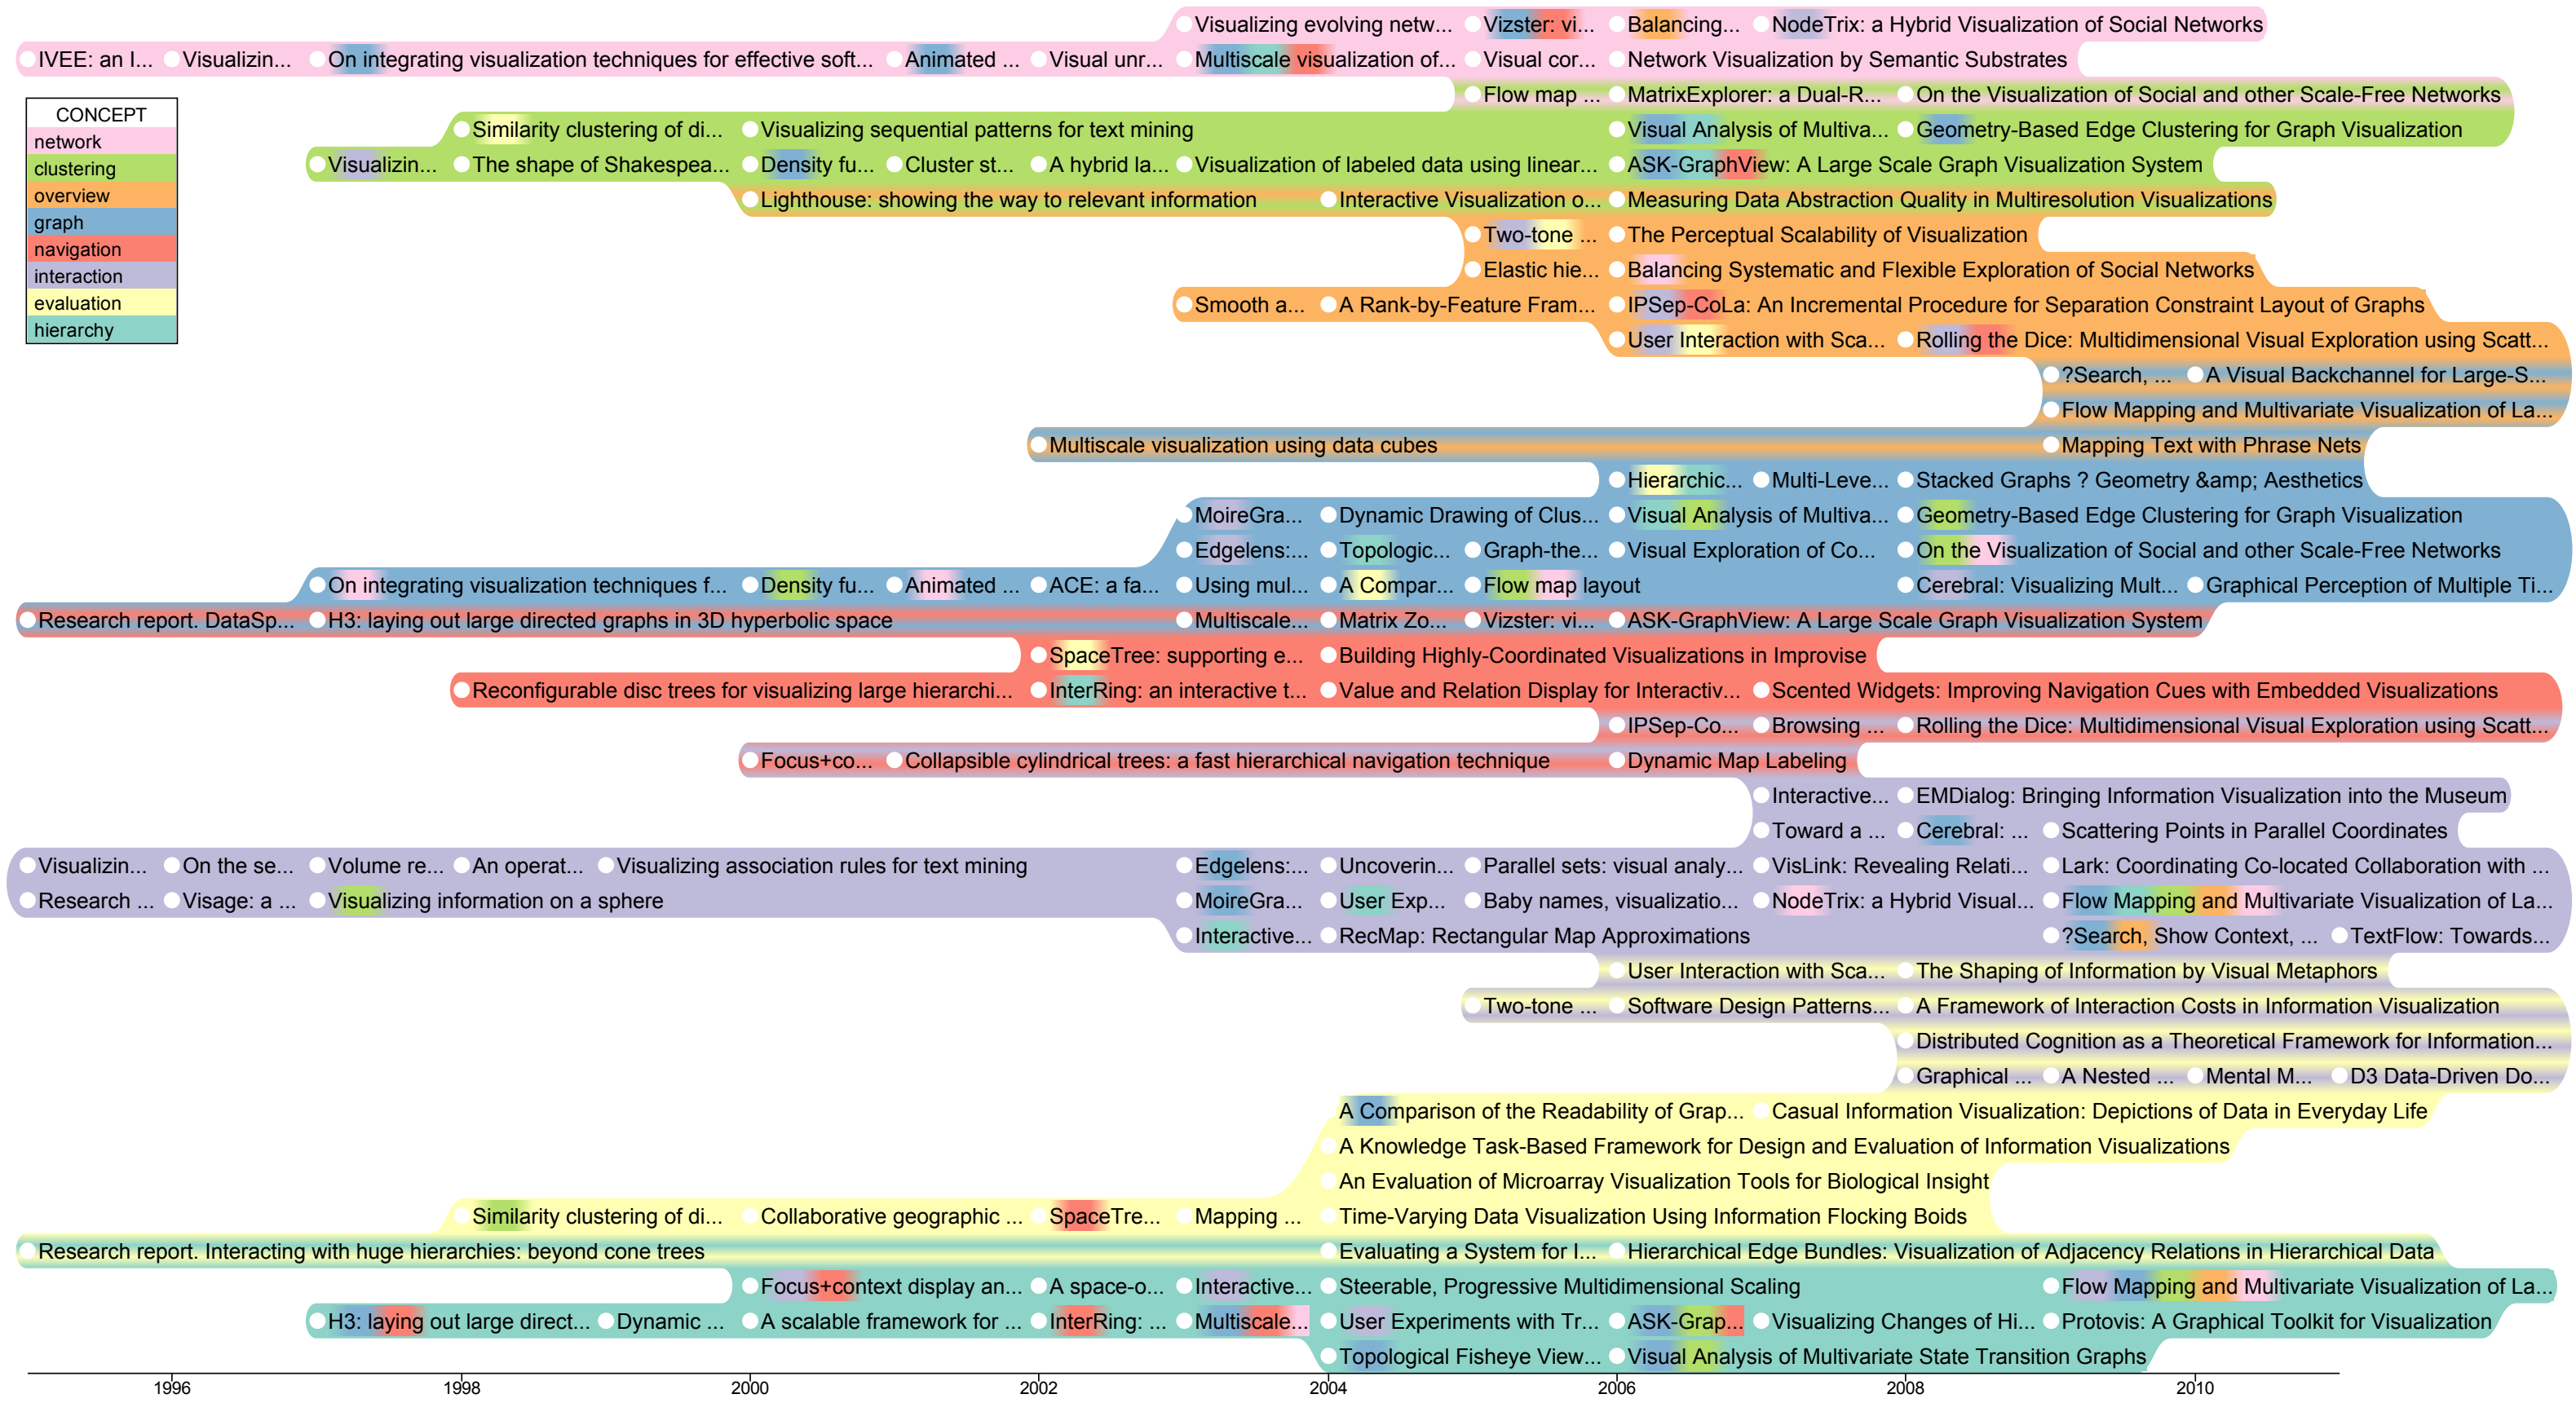 Visualizing evolving netw... Vizster: vi... Balancing... NodeTrix: a Hybrid Visualization of Social Networks
IVEE: an I... Visualizin... On integrating visualization techniques for effective soft... Animated ... Visual unr... Multiscale visualization of... Visual cor... Network Visualization by Semantic Substrates
Flow map ... MatrixExplorer: a Dual-R... On the Visualization of Social and other Scale-Free Networks
CONCEPT
network
clustering
overview
graph
navigation
interaction
evaluation
hierarchy
Similarity clustering of di... Visualizing sequential patterns for text mining Visual Analysis of Multiva... Geometry-Based Edge Clustering for Graph Visualization
Visualizin... The shape of Shakespea... Density fu... Cluster st... A hybrid la... Visualization of labeled data using linear... ASK-GraphView: A Large Scale Graph Visualization System
Lighthouse: showing the way to relevant information Interactive Visualization o... Measuring Data Abstraction Quality in Multiresolution Visualizations
Two-tone ... The Perceptual Scalability of Visualization
Elastic hie... Balancing Systematic and Flexible Exploration of Social Networks
Smooth a... A Rank-by-Feature Fram... IPSep-CoLa: An Incremental Procedure for Separation Constraint Layout of Graphs
User Interaction with Sca... Rolling the Dice: Multidimensional Visual Exploration using Scatt...
?Search, ... A Visual Backchannel for Large-S...
Flow Mapping and Multivariate Visualization of La...
Multiscale visualization using data cubes Mapping Text with Phrase Nets
Hierarchic... Multi-Leve... Stacked Graphs ? Geometry &amp; Aesthetics
MoireGra... Dynamic Drawing of Clus... Visual Analysis of Multiva... Geometry-Based Edge Clustering for Graph Visualization
Edgelens:... Topologic... Graph-the... Visual Exploration of Co... On the Visualization of Social and other Scale-Free Networks
On integrating visualization techniques f... Density fu... Animated ... ACE: a fa... Using mul... A Compar... Flow map layout Cerebral: Visualizing Mult... Graphical Perception of Multiple Ti...
Research report. DataSp... H3: laying out large directed graphs in 3D hyperbolic space Multiscale... Matrix Zo... Vizster: vi... ASK-GraphView: A Large Scale Graph Visualization System
SpaceTree: supporting e... Building Highly-Coordinated Visualizations in Improvise
Reconfigurable disc trees for visualizing large hierarchi... InterRing: an interactive t... Value and Relation Display for Interactiv... Scented Widgets: Improving Navigation Cues with Embedded Visualizations
IPSep-Co... Browsing ... Rolling the Dice: Multidimensional Visual Exploration using Scatt...
Focus+co... Collapsible cylindrical trees: a fast hierarchical navigation technique Dynamic Map Labeling
Interactive... EMDialog: Bringing Information Visualization into the Museum
Toward a ... Cerebral: ... Scattering Points in Parallel Coordinates
Visualizin... On the se... Volume re... An operat... Visualizing association rules for text mining Edgelens:... Uncoverin... Parallel sets: visual analy... VisLink: Revealing Relati... Lark: Coordinating Co-located Collaboration with ...
Research ... Visage: a ... Visualizing information on a sphere MoireGra... User Exp... Baby names, visualizatio... NodeTrix: a Hybrid Visual... Flow Mapping and Multivariate Visualization of La...
Interactive... RecMap: Rectangular Map Approximations ?Search, Show Context, ... TextFlow: Towards...
User Interaction with Sca... The Shaping of Information by Visual Metaphors
Two-tone ... Software Design Patterns... A Framework of Interaction Costs in Information Visualization
Distributed Cognition as a Theoretical Framework for Information...
Graphical ... A Nested ... Mental M... D3 Data-Driven Do...
A Comparison of the Readability of Grap... Casual Information Visualization: Depictions of Data in Everyday Life
A Knowledge Task-Based Framework for Design and Evaluation of Information Visualizations
An Evaluation of Microarray Visualization Tools for Biological Insight
Similarity clustering of di... Collaborative geographic ... SpaceTre... Mapping ... Time-Varying Data Visualization Using Information Flocking Boids
Research report. Interacting with huge hierarchies: beyond cone trees Evaluating a System for I... Hierarchical Edge Bundles: Visualization of Adjacency Relations in Hierarchical Data
Focus+context display an... A space-o... Interactive... Steerable, Progressive Multidimensional Scaling Flow Mapping and Multivariate Visualization of La...
H3: laying out large direct... Dynamic ... A scalable framework for ... InterRing: ... Multiscale... User Experiments with Tr... ASK-Grap... Visualizing Changes of Hi... Protovis: A Graphical Toolkit for Visualization
Topological Fisheye View... Visual Analysis of Multivariate State Transition Graphs
1996 1998 2000 2002 2004 2006 2008 2010